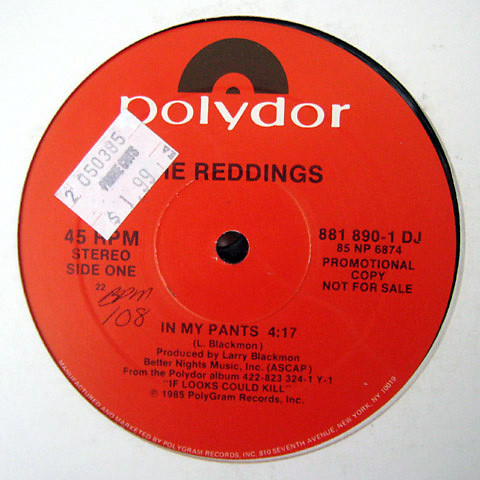 polydor
2 050395
$1.99
HE REDDINGS
45 RPM
STEREO
SIDE ONE
881 890-1 DJ
85 NP 6874
PROMOTIONAL
COPY
NOT FOR SALE
22
BPM
108
IN MY PANTS 4:17
(L. Blackmon)
Produced by Larry Blackmon
Better Nights Music, Inc. (ASCAP)
From the Polydor album 422-823 324-1 Y-1
"IF LOOKS COULD KILL"
℗ 1985 PolyGram Records, Inc.
MANUFACTURED AND MARKETED BY POLYGRAM RECORDS, INC. 810 SEVENTH AVENUE, NEW YORK, NY, 10019